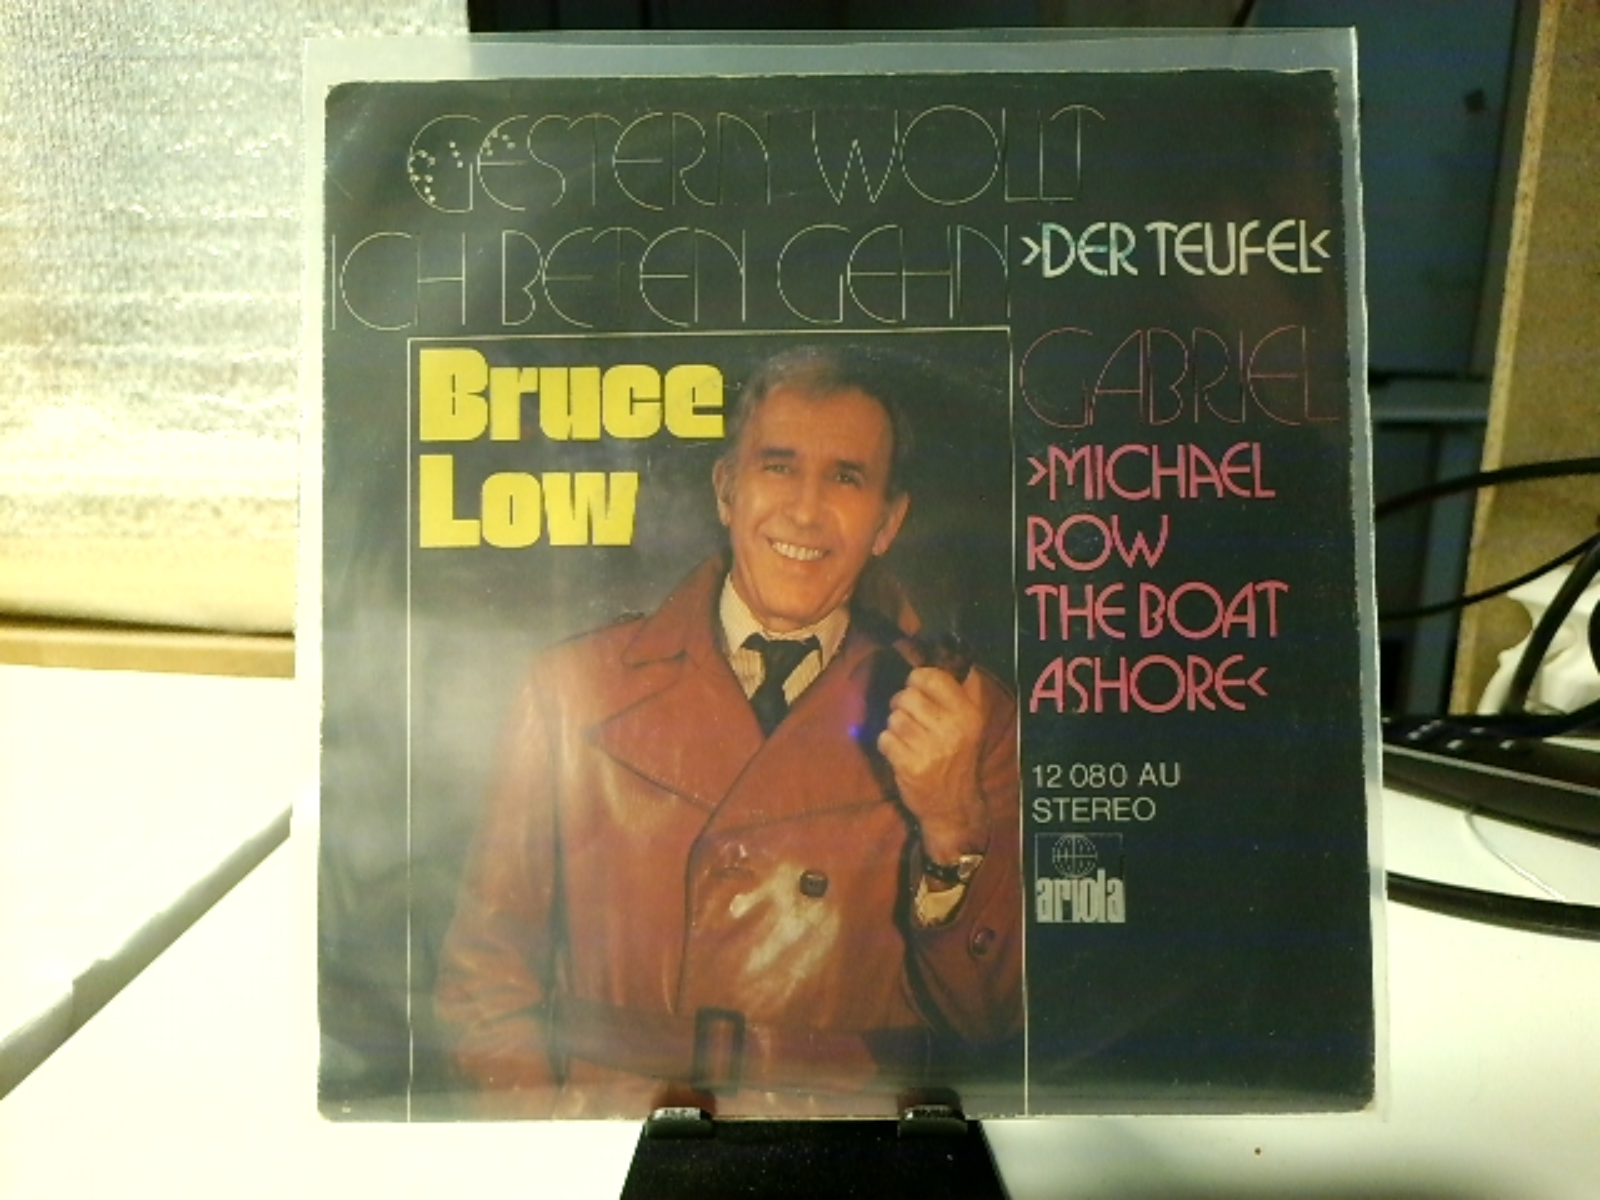 GESTERN WOLLT
ICH BETEN GEHN
>DER TEUFEL<
Bruce
Low
GABRIEL
>MICHAEL
ROW
THE BOAT
ASHORE<
12 080 AU
STEREO
ariola